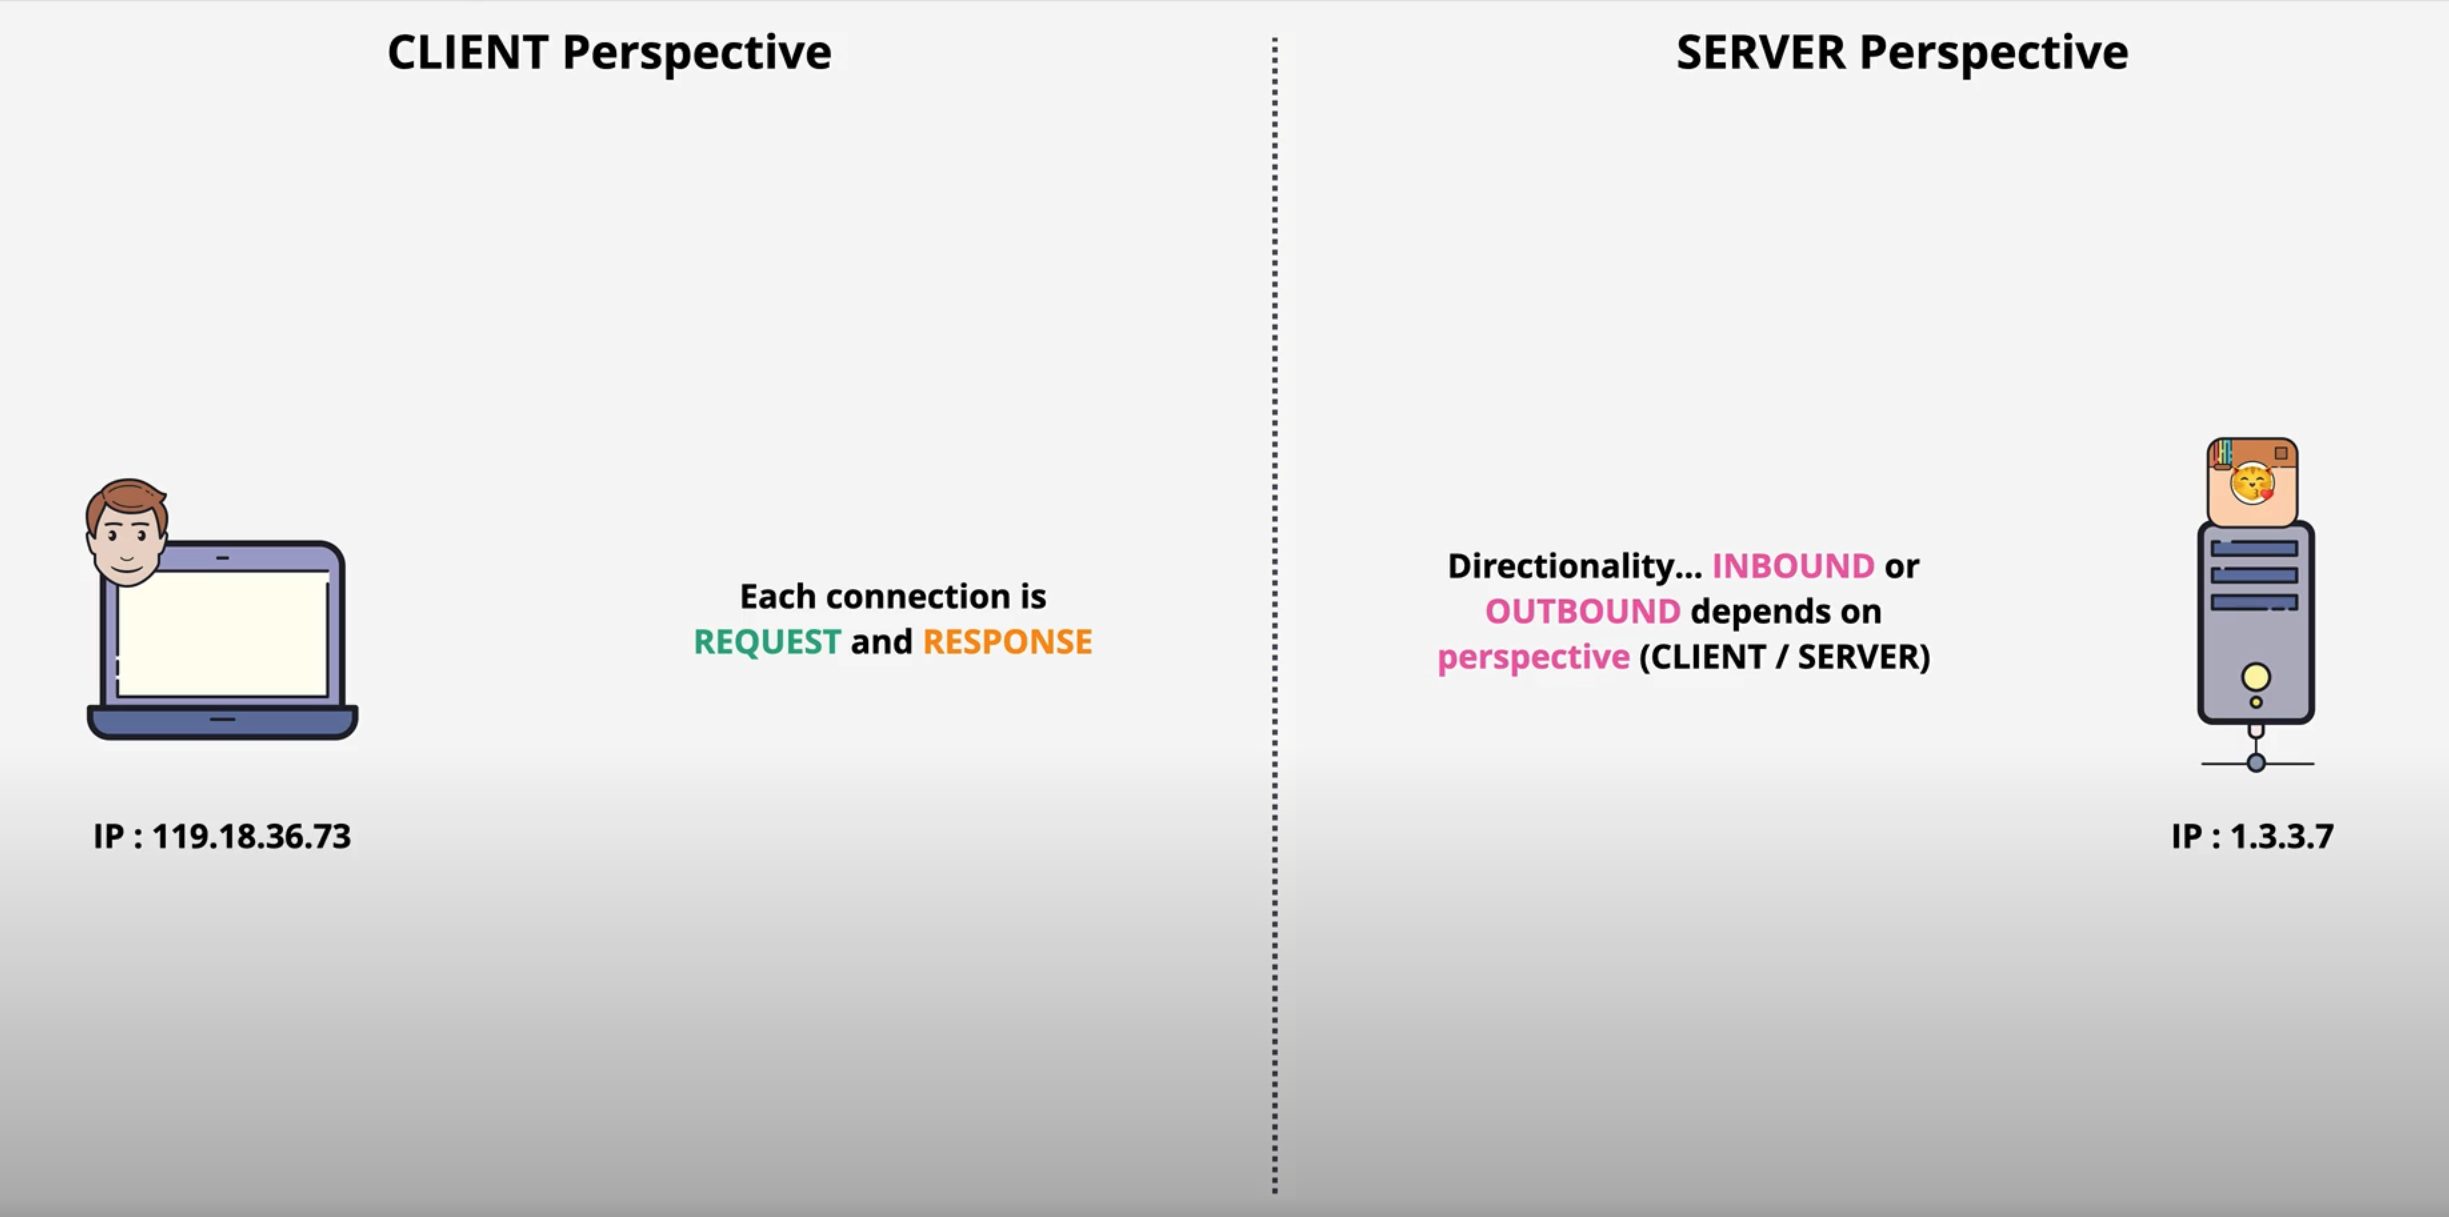 CLIENT Perspective
SERVER Perspective
Each connection is
REQUEST and RESPONSE
Directionality... INBOUND or
OUTBOUND depends on
perspective (CLIENT / SERVER)
IP : 119.18.36.73
IP : 1.3.3.7